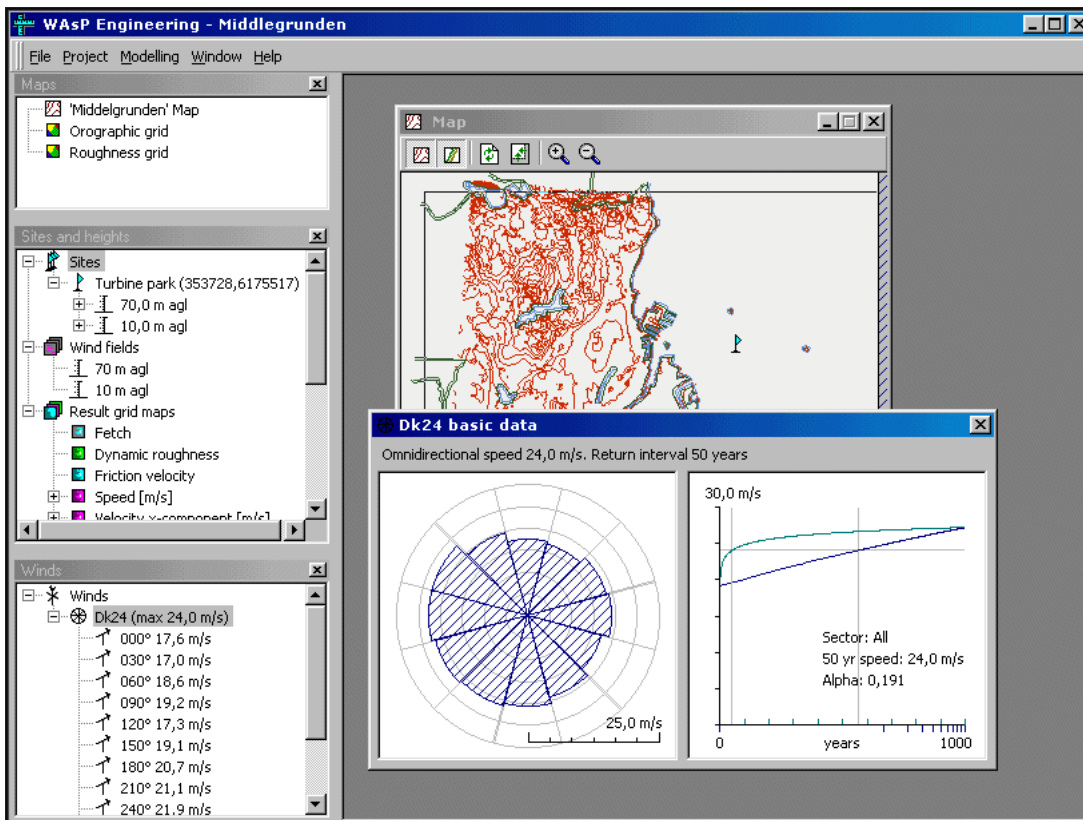 WAsP Engineering - Middlegrunden
File Project Modelling Window Help
Maps
'Middelgrunden' Map
Orographic grid
Roughness grid
Sites and heights
Sites
Turbine park (353728,6175517)
70,0 m agl
10,0 m agl
Wind fields
70 m agl
10 m agl
Result grid maps
Fetch
Dynamic roughness
Friction velocity
Speed [m/s]
Velocity x-component [m/s]
Winds
Winds
Dk24 (max 24,0 m/s)
000° 17,6 m/s
030° 17,0 m/s
060° 18,6 m/s
090° 19,2 m/s
120° 17,3 m/s
150° 19,1 m/s
180° 20,7 m/s
210° 21,1 m/s
240° 21.9 m/s
Map
Dk24 basic data
Omnidirectional speed 24,0 m/s. Return interval 50 years
25,0 m/s
30,0 m/s
Sector: All
50 yr speed: 24,0 m/s
Alpha: 0,191
0 years 1000